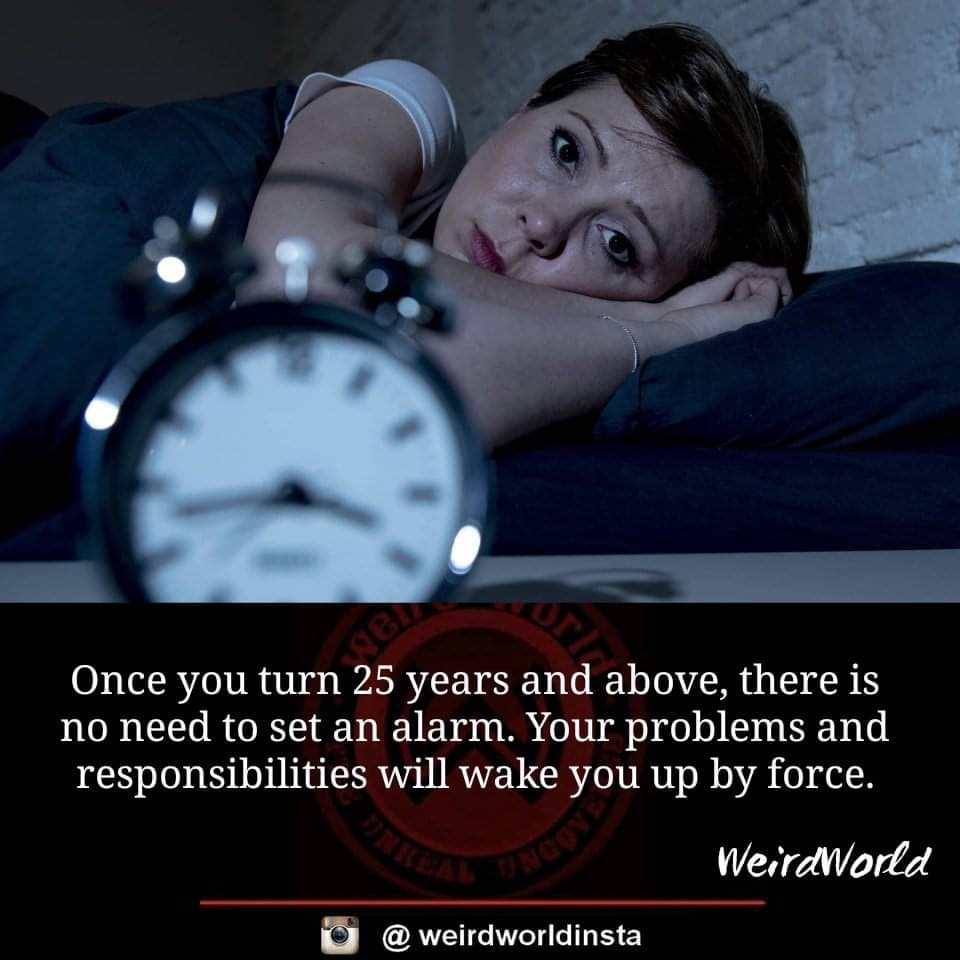 Once you turn 25 years and above, there is
no need to set an alarm. Your problems and
responsibilities will wake you up by force.
WeirdWorld
@ weirdworldinsta